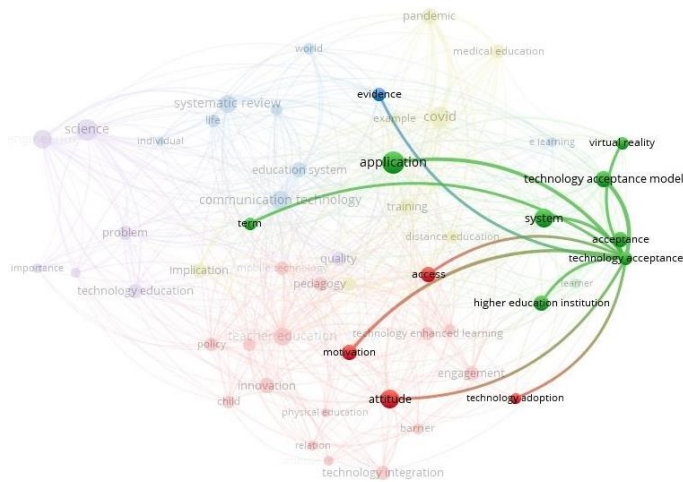 pandemic
world
medical education
evidence
systematic review
life
example
covid
science
individual
e learning
virtual reality
application
education system
technology acceptance model
communication technology
training
system
term
problem
distance education
acceptance
technology acceptance
quality
importance
implication
mobile technology
access
pedagogy
learner
technology education
higher education institution
teacher education
technology enhanced learning
policy
motivation
engagement
innovation
attitude
technology adoption
child
physical education
barrier
relation
technology integration